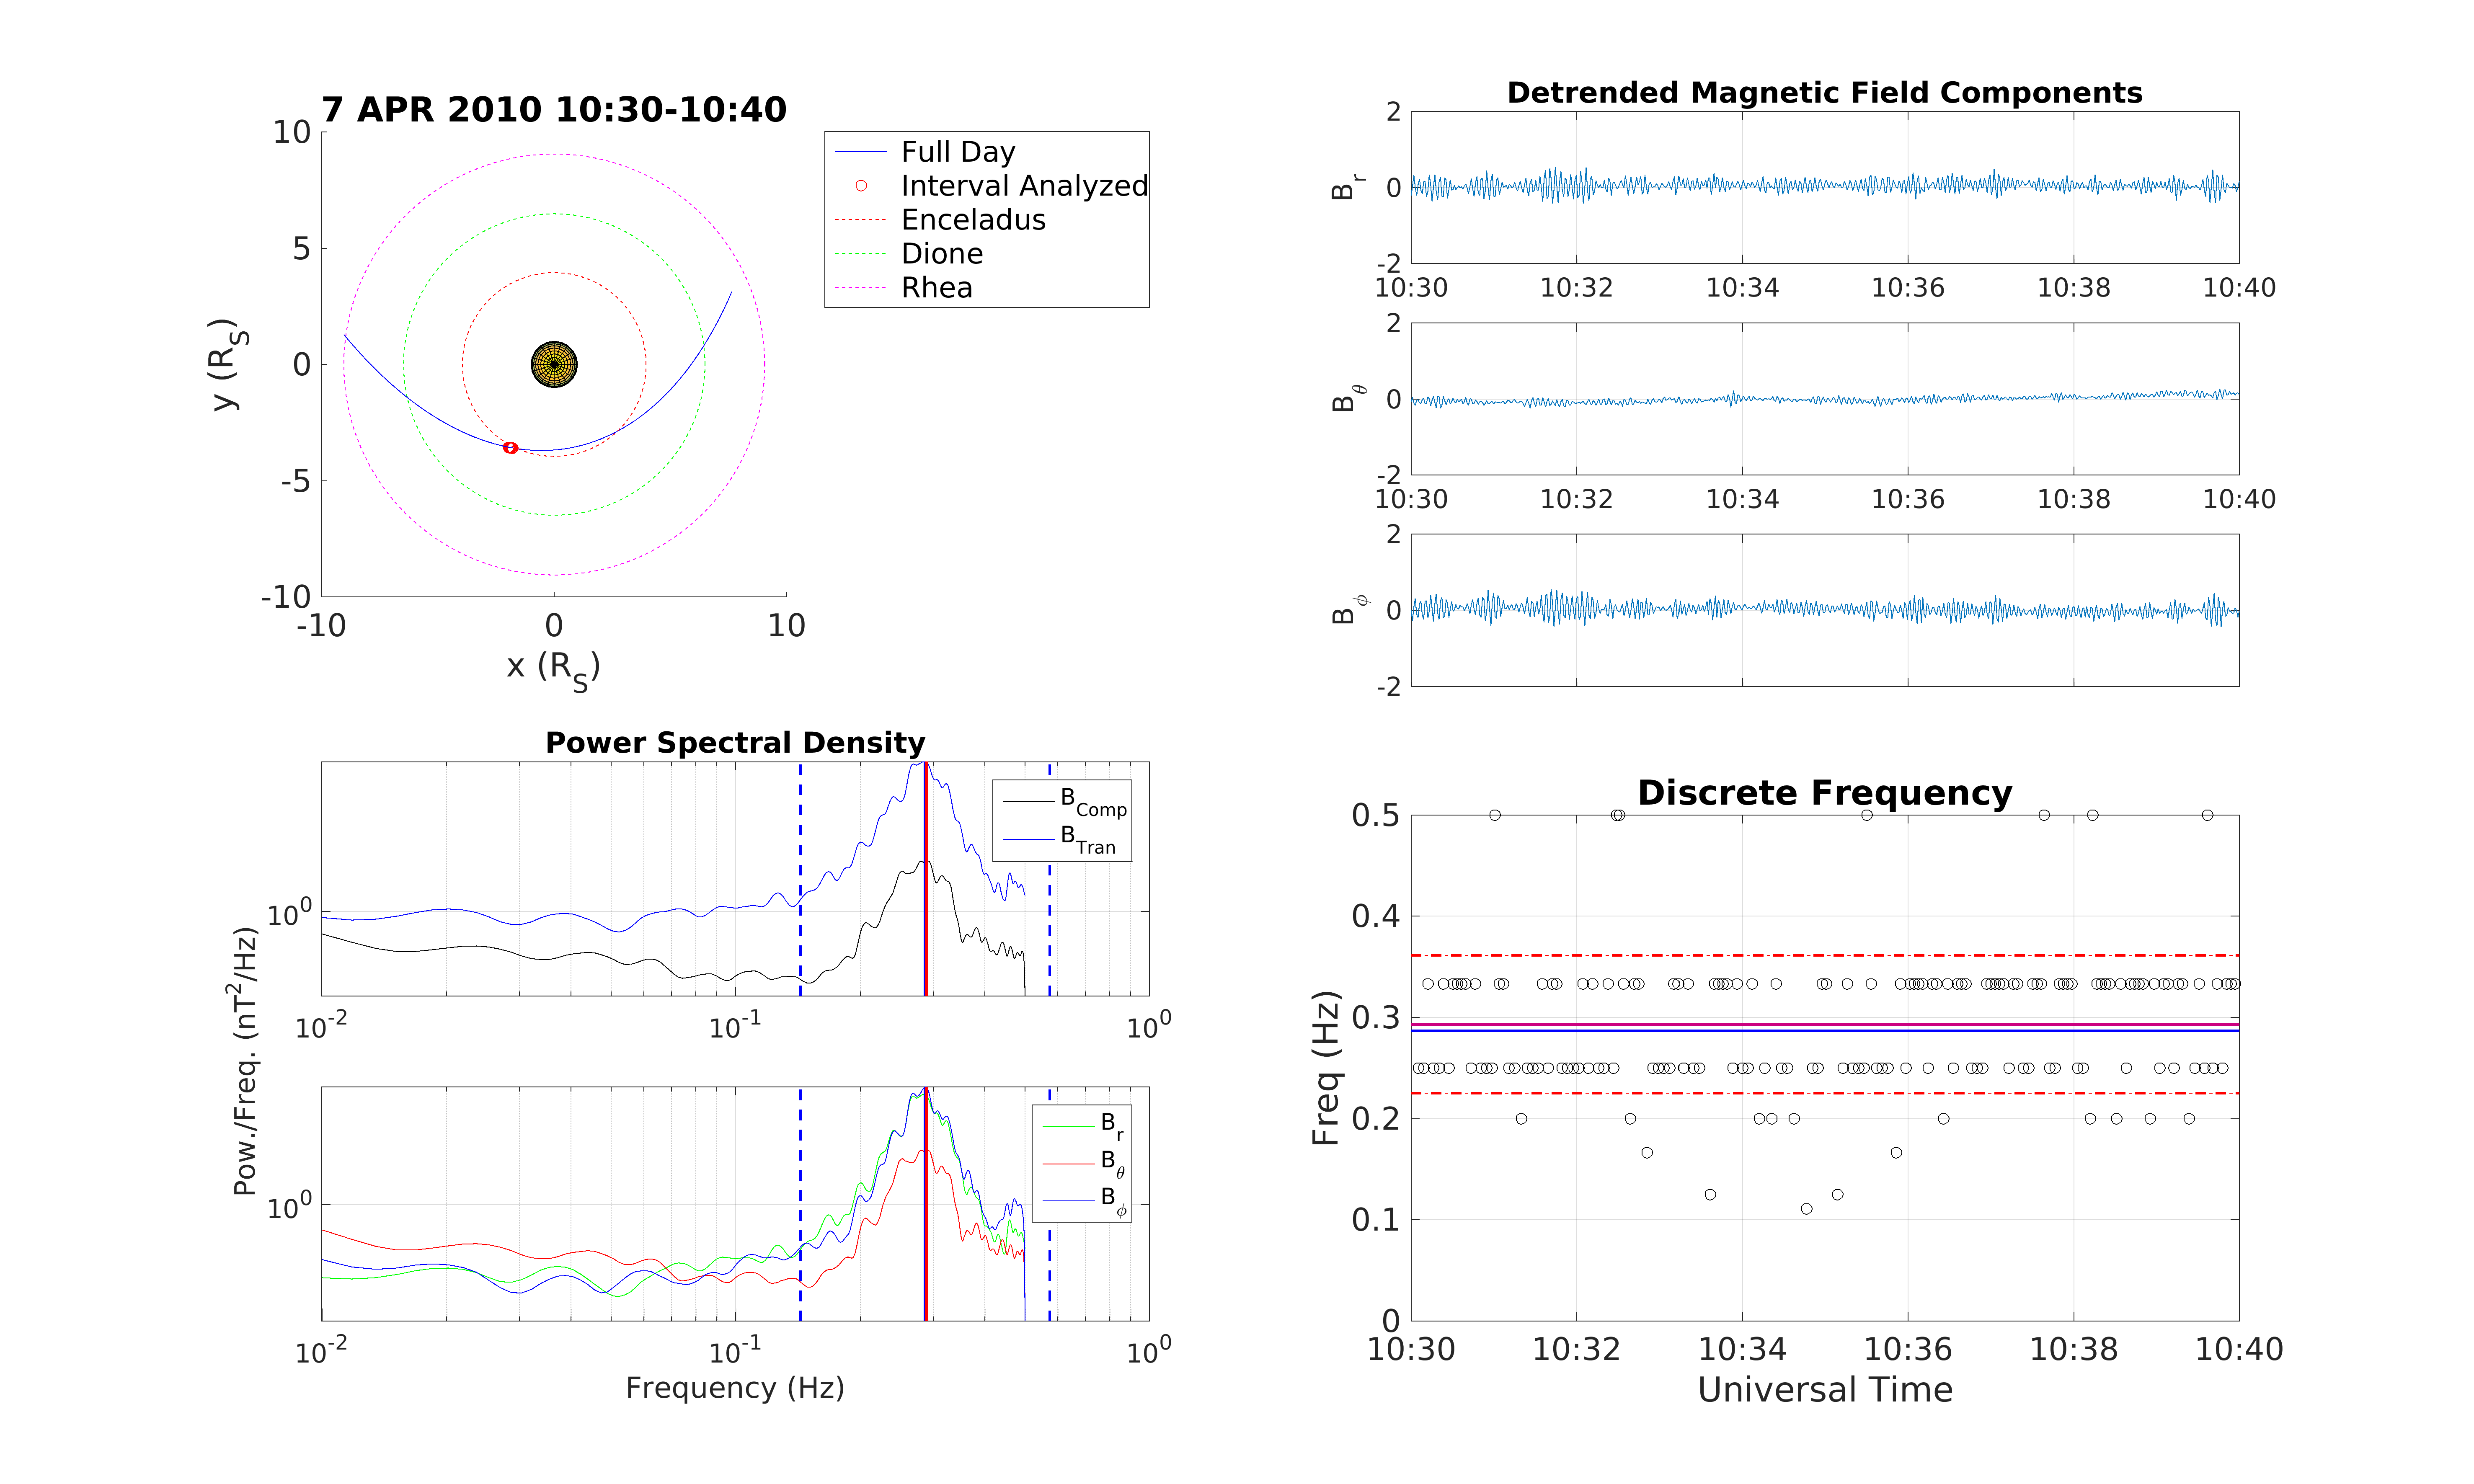 7 APR 2010 10:30-10:40
10
5
0
-5
-10
-10 0 10
y (R_S)
x (R_S)
Full Day
Interval Analyzed
Enceladus
Dione
Rhea
Detrended Magnetic Field Components
2
0
-2
B_r
10:30 10:32 10:34 10:36 10:38 10:40
2
0
-2
B_θ
10:30 10:32 10:34 10:36 10:38 10:40
2
0
-2
B_ϕ
Power Spectral Density
10^0
B_Comp
B_Tran
10^-2 10^-1 10^0
Pow./Freq. (nT^2/Hz)
10^0
B_r
B_θ
B_ϕ
10^-2 10^-1 10^0
Frequency (Hz)
Discrete Frequency
0.5
0.4
0.3
0.2
0.1
0
Freq (Hz)
10:30 10:32 10:34 10:36 10:38 10:40
Universal Time